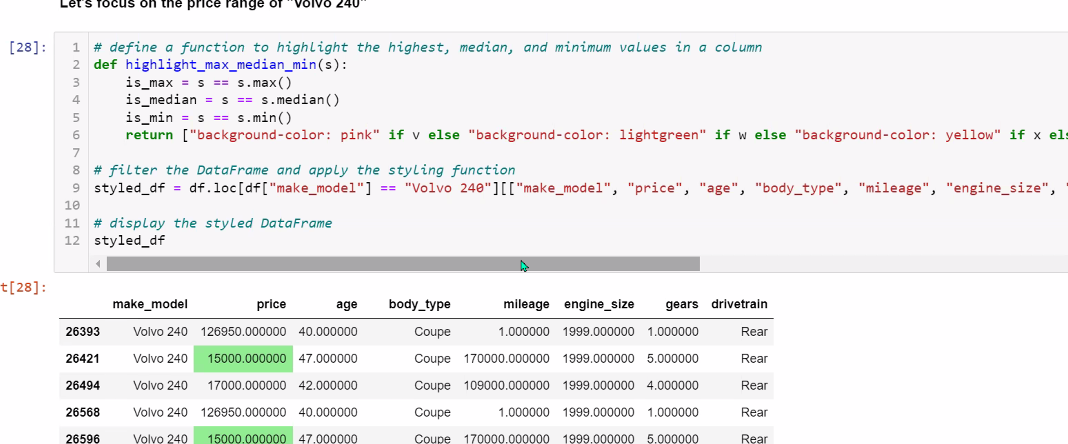 Let's focus on the price range of "Volvo 240"
[28]:
1 # define a function to highlight the highest, median, and minimum values in a column
2 def highlight_max_median_min(s):
3 is_max = s == s.max()
4 is_median = s == s.median()
5 is_min = s == s.min()
6 return ["background-color: pink" if v else "background-color: lightgreen" if w else "background-color: yellow" if x els
7
8 # filter the DataFrame and apply the styling function
9 styled_df = df.loc[df["make_model"] == "Volvo 240"][["make_model", "price", "age", "body_type", "mileage", "engine_size", "
10
11 # display the styled DataFrame
12 styled_df
t[28]:
make_model price age body_type mileage engine_size gears drivetrain
26393 Volvo 240 126950.000000 40.000000 Coupe 1.000000 1999.000000 1.000000 Rear
26421 Volvo 240 15000.000000 47.000000 Coupe 170000.000000 1999.000000 5.000000 Rear
26494 Volvo 240 17000.000000 42.000000 Coupe 109000.000000 1999.000000 4.000000 Rear
26568 Volvo 240 126950.000000 40.000000 Coupe 1.000000 1999.000000 1.000000 Rear
26596 Volvo 240 15000.000000 47.000000 Coupe 170000.000000 1999.000000 5.000000 Rear